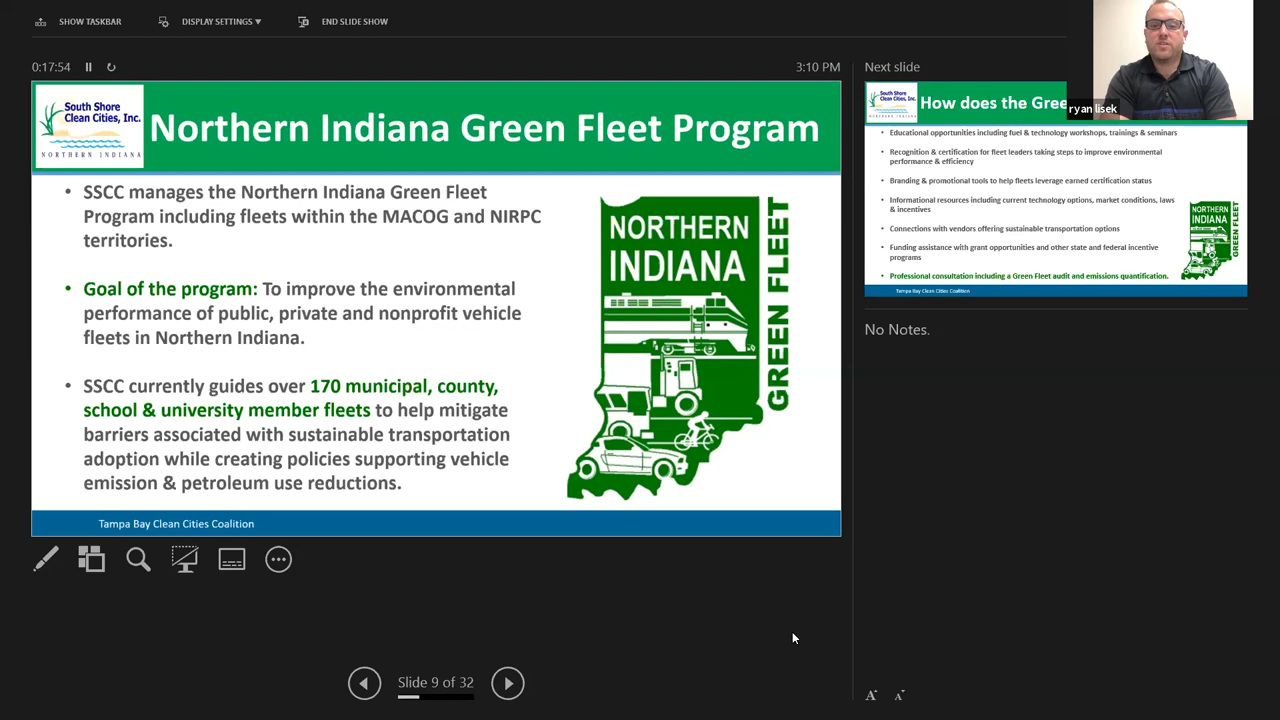 SHOW TASKBAR
DISPLAY SETTINGS ▼
END SLIDE SHOW
0:17:54
3:10 PM
South Shore
Clean Cities, Inc.
NORTHERN INDIANA
Northern Indiana Green Fleet Program
• SSCC manages the Northern Indiana Green Fleet
Program including fleets within the MACOG and NIRPC
territories.
• Goal of the program: To improve the environmental
performance of public, private and nonprofit vehicle
fleets in Northern Indiana.
• SSCC currently guides over 170 municipal, county,
school & university member fleets to help mitigate
barriers associated with sustainable transportation
adoption while creating policies supporting vehicle
emission & petroleum use reductions.
NORTHERN
INDIANA
GREEN FLEET
Tampa Bay Clean Cities Coalition
Slide 9 of 32
Next slide
ryan lisek
South Shore
Clean Cities, Inc.
How does the Gree
• Educational opportunities including fuel & technology workshops, trainings & seminars
• Recognition & certification for fleet leaders taking steps to improve environmental
performance & efficiency
• Branding & promotional tools to help fleets leverage earned certification status
• Informational resources including current technology options, market conditions, laws
& incentives
• Connections with vendors offering sustainable transportation options
• Funding assistance with grant opportunities and other state and federal incentive
programs
• Professional consultation including a Green Fleet audit and emissions quantification.
NORTHERN
INDIANA
GREEN FLEET
Tampa Bay Clean Cities Coalition
No Notes.
A A